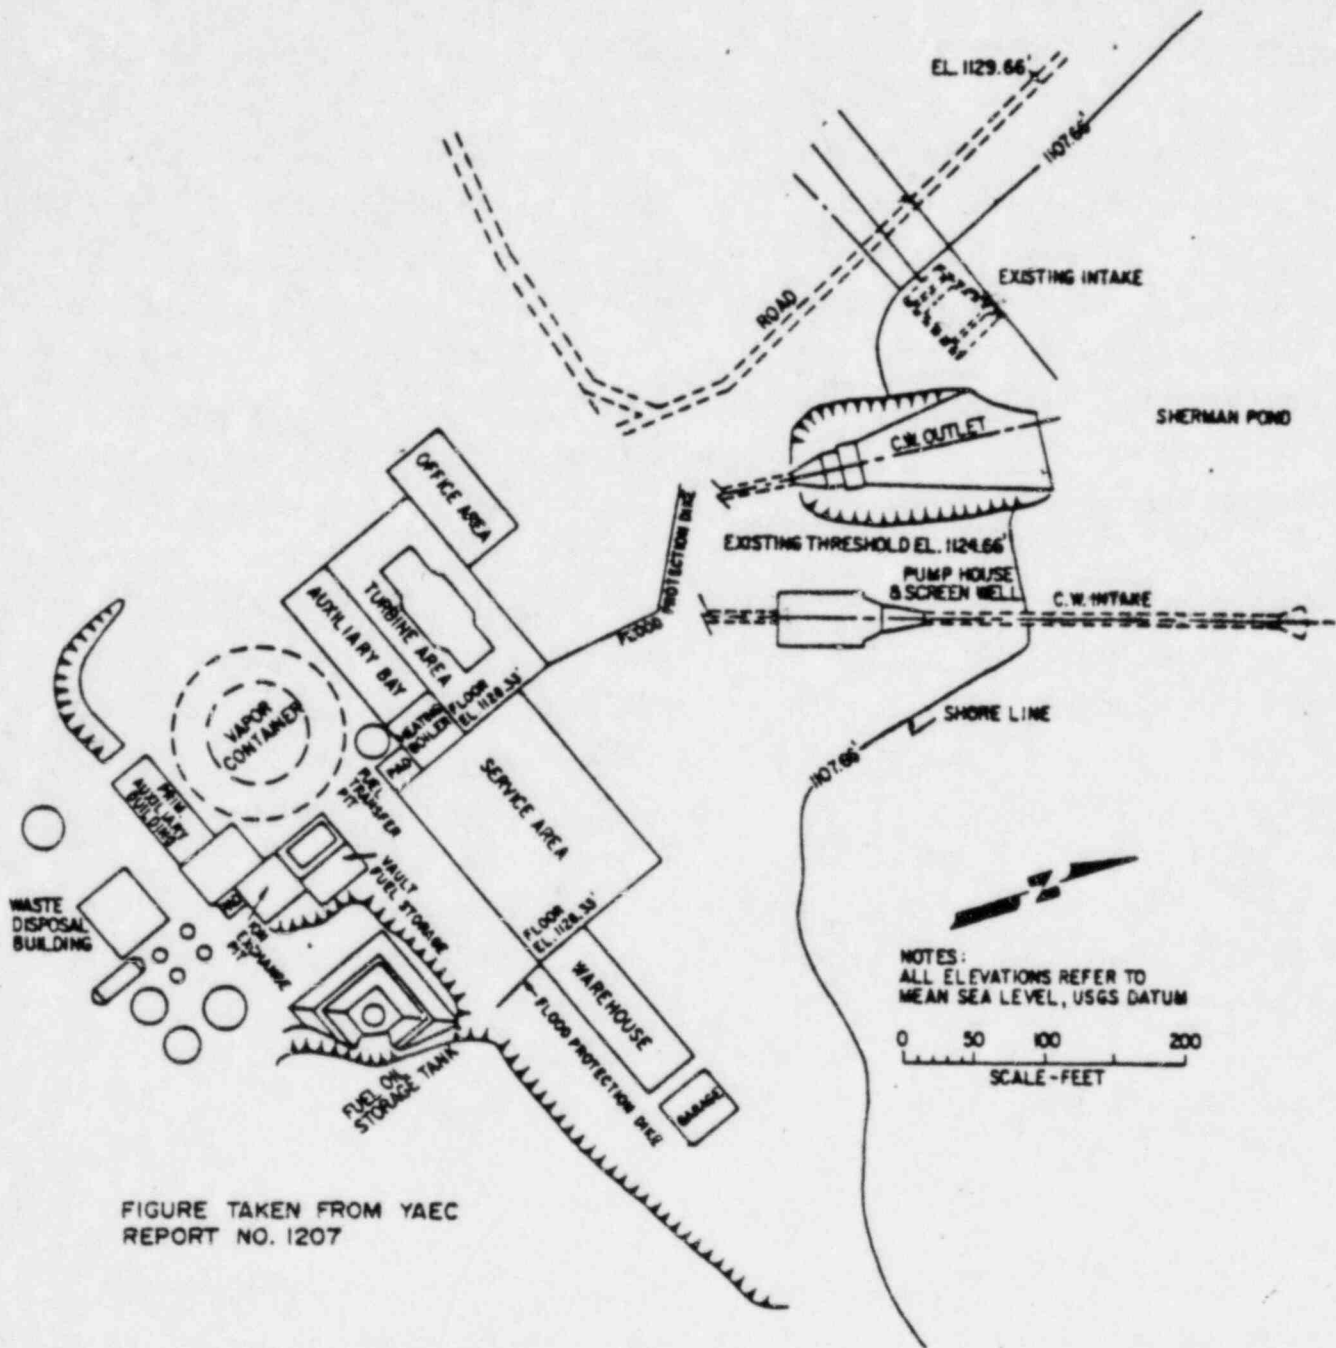 EL. 1129.66'
1107.66'
EXISTING INTAKE
ROAD
SHERMAN POND
C.W. OUTLET
OFFICE AREA
FLOOD PROTECTION DIKE
EXISTING THRESHOLD EL. 1124.66'
PUMP HOUSE
& SCREEN WELL
C.W. INTAKE
TURBINE AREA
AUXILIARY BAY
FLOOR
EL. 1128.33'
HEATING
BOILER
VAPOR
CONTAINER
SHORE LINE
1107.66'
FUEL
TRANSFER
PIT
SERVICE AREA
PRIM.
AUXILIARY
BUILDING
VAULT
FUEL STORAGE
WASTE
DISPOSAL
BUILDING
ION
EXCHANGE
PIT
FLOOR
EL. 1128.33'
WAREHOUSE
FLOOD PROTECTION DIKE
GARAGE
FUEL OIL
STORAGE TANK
NOTES:
ALL ELEVATIONS REFER TO
MEAN SEA LEVEL, USGS DATUM
0 50 100 200
SCALE-FEET
FIGURE TAKEN FROM YAEC
REPORT NO. 1207